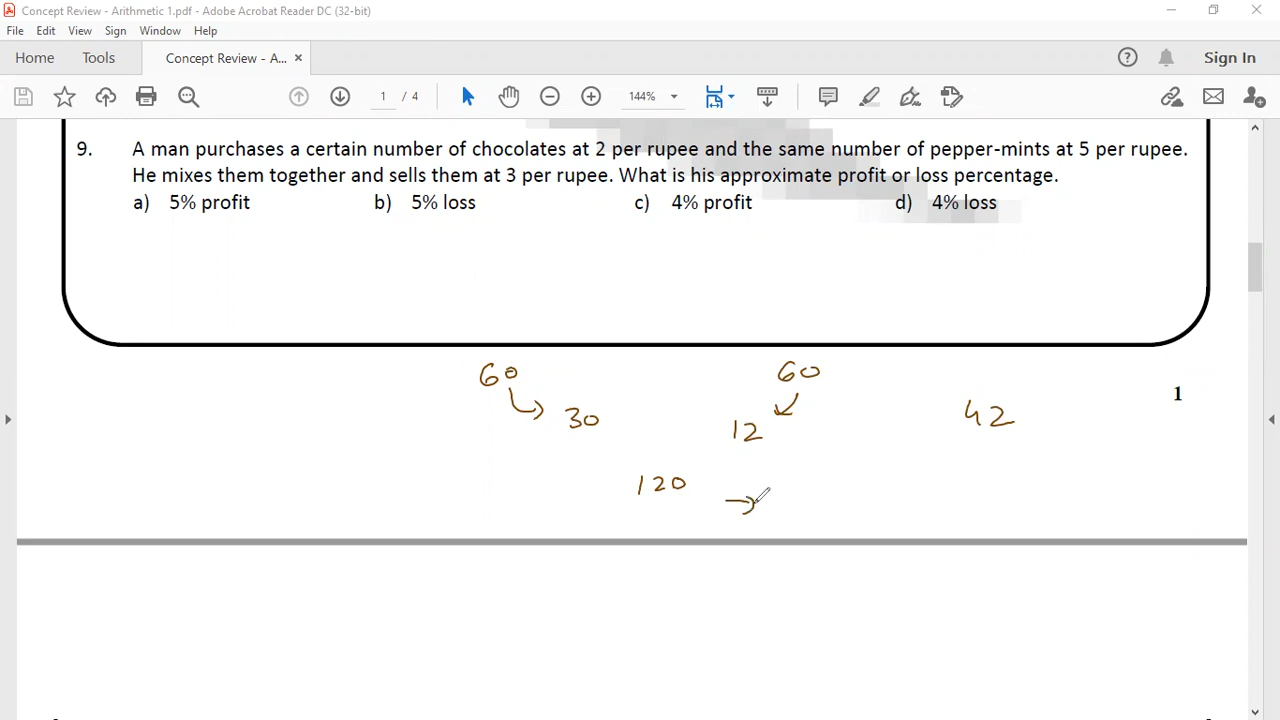 Concept Review - Arithmetic 1.pdf - Adobe Acrobat Reader DC (32-bit)
File Edit View Sign Window Help
Home Tools Concept Review - A... × Sign In
1 / 4 144%
9. A man purchases a certain number of chocolates at 2 per rupee and the same number of pepper-mints at 5 per rupee.
He mixes them together and sells them at 3 per rupee. What is his approximate profit or loss percentage.
a) 5% profit b) 5% loss c) 4% profit d) 4% loss
60 60
1
30 12 42
120 →